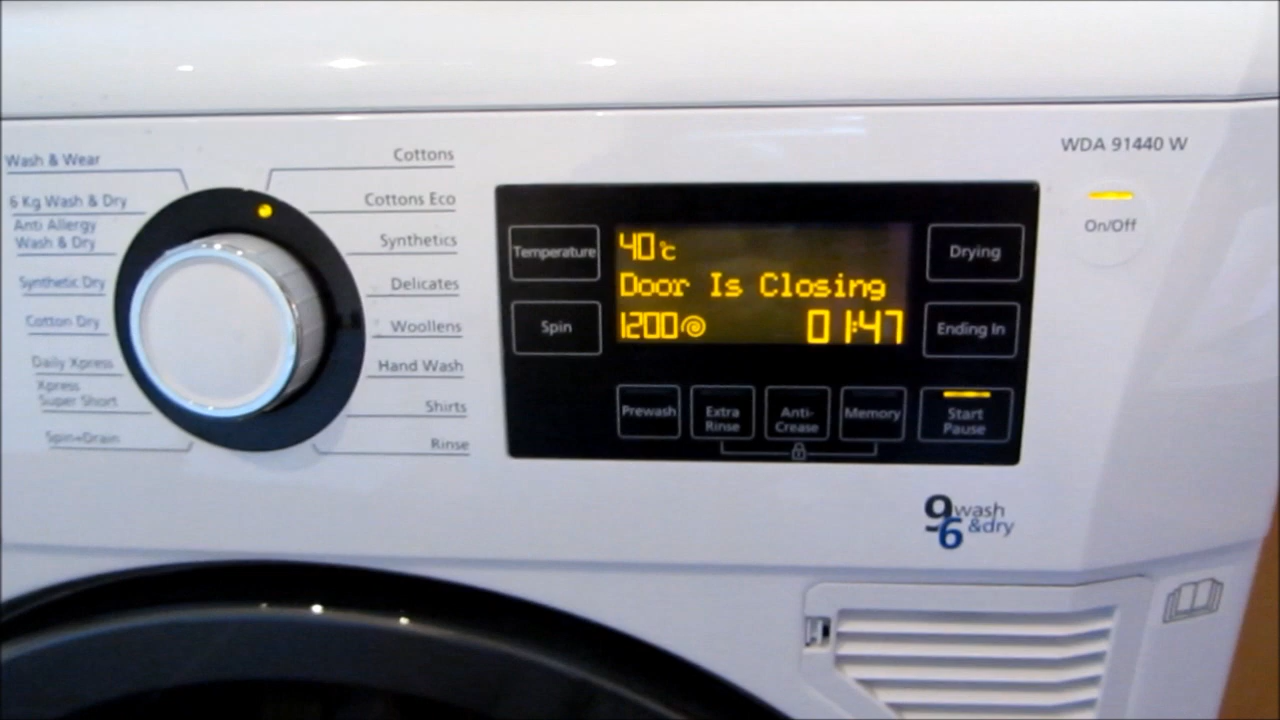 WDA 91440 W
Wash & Wear
6 Kg Wash & Dry
Anti Allergy
Wash & Dry
Synthetic Dry
Cotton Dry
Daily Xpress
Xpress
Super Short
Spin+Drain
Cottons
Cottons Eco
Synthetics
Delicates
Woollens
Hand Wash
Shirts
Rinse
Temperature
Spin
40°C
Door Is Closing
1200 01:47
Drying
Ending In
Prewash
Extra
Rinse
Anti-
Crease
Memory
Start
Pause
On/Off
9 wash
6 &dry